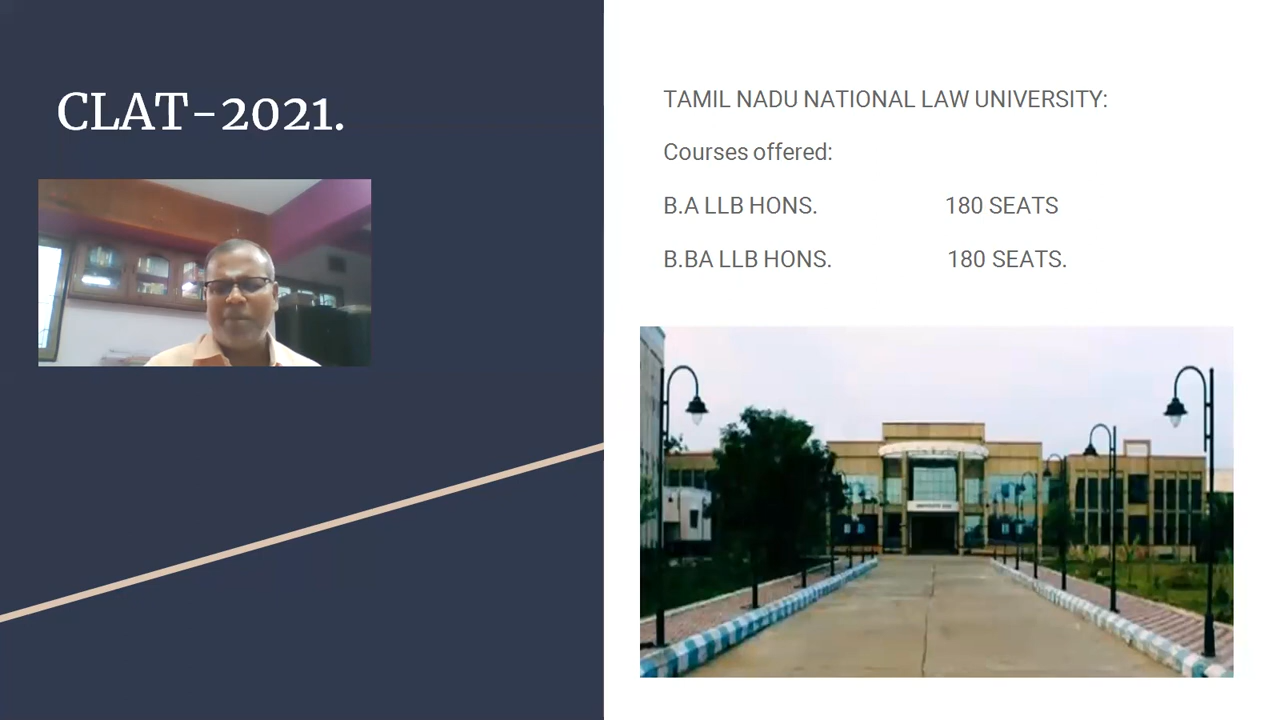 CLAT-2021.
TAMIL NADU NATIONAL LAW UNIVERSITY:
Courses offered:
B.A LLB HONS. 180 SEATS
B.BA LLB HONS. 180 SEATS.